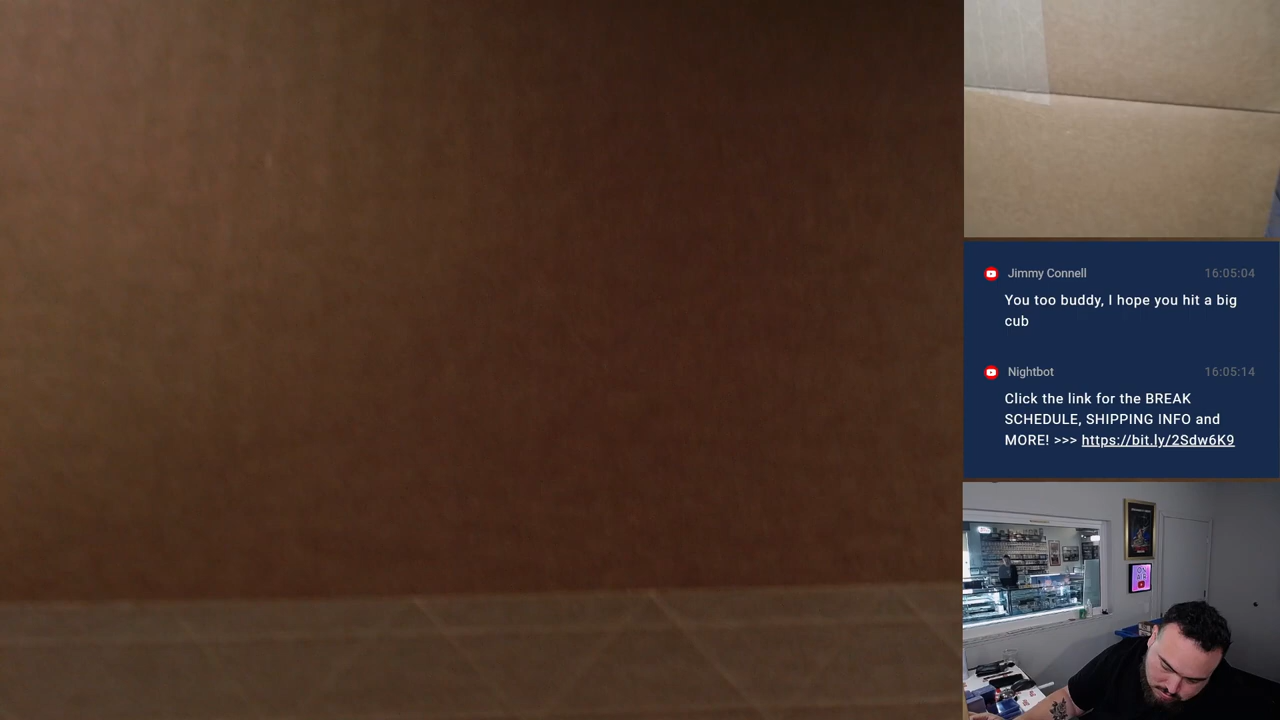 Jimmy Connell 16:05:04
You too buddy, I hope you hit a big
cub
Nightbot 16:05:14
Click the link for the BREAK
SCHEDULE, SHIPPING INFO and
MORE! >>> https://bit.ly/2Sdw6K9